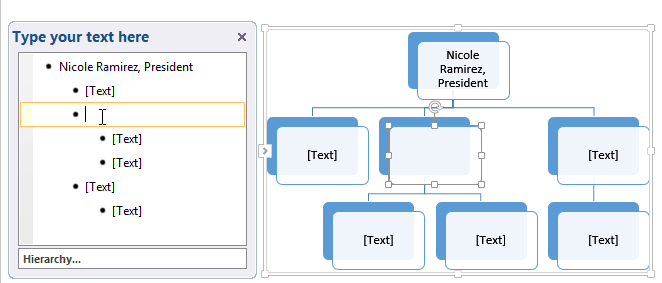 Type your text here
Nicole Ramirez, President
[Text]
[Text]
[Text]
[Text]
[Text]
Hierarchy...
Nicole
Ramirez,
President
[Text]
[Text]
[Text]
[Text]
[Text]